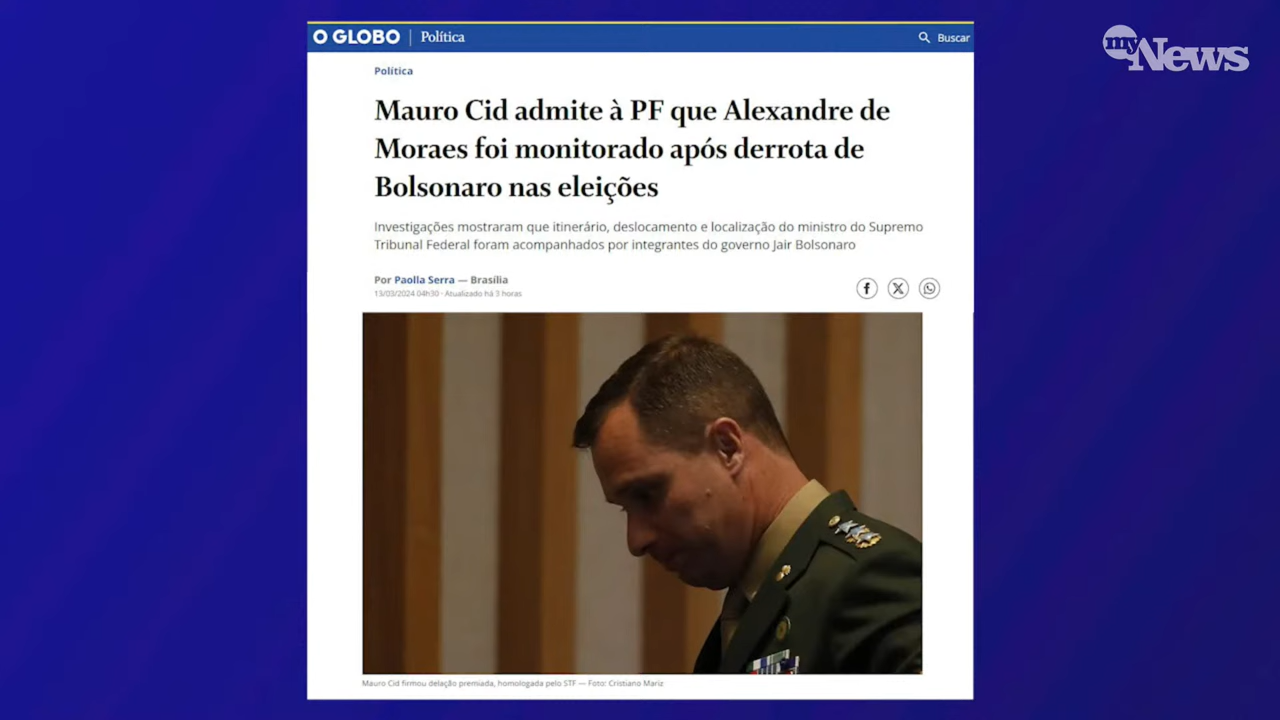 O GLOBO | Política
Buscar
my News
Política
Mauro Cid admite à PF que Alexandre de
Moraes foi monitorado após derrota de
Bolsonaro nas eleições
Investigações mostraram que itinerário, deslocamento e localização do ministro do Supremo
Tribunal Federal foram acompanhados por integrantes do governo Jair Bolsonaro
Por Paolla Serra — Brasília
13/03/2024 04h30 · Atualizado há 3 horas
Mauro Cid firmou delação premiada, homologada pelo STF — Foto: Cristiano Mariz